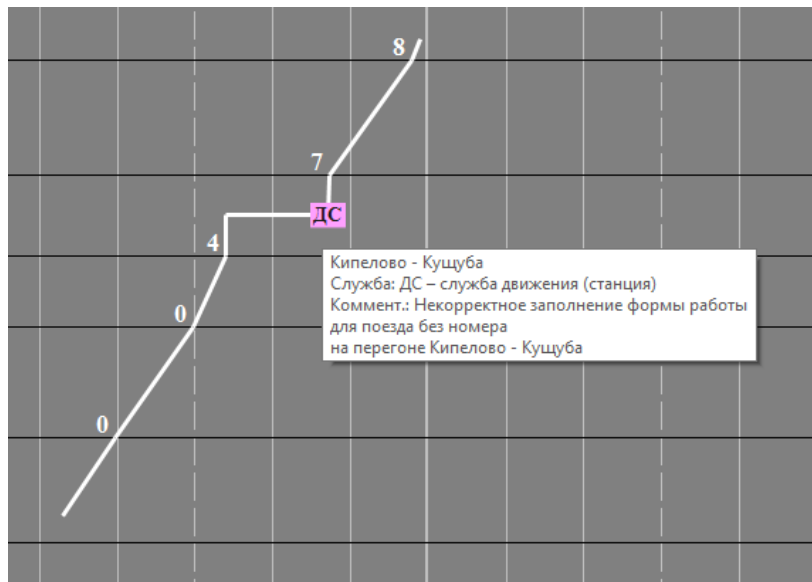 8
7
ДС
4
Кипелово - Кущуба
Служба: ДС – служба движения (станция)
Коммент.: Некорректное заполнение формы работы
для поезда без номера
на перегоне Кипелово - Кущуба
0
0